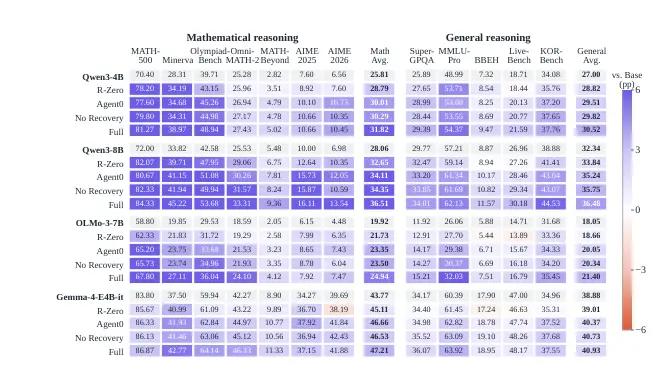 Mathematical reasoning General reasoning
MATH-500 Minerva Olympiad-Bench Omni-MATH-2 MATH-Beyond AIME 2025 AIME 2026 Math Avg. Super-GPQA MMLU-Pro BBEH Live-Bench KOR-Bench General Avg.
Qwen3-4B 70.40 28.31 39.71 25.28 2.82 7.60 6.56 25.81 25.89 48.99 7.32 18.71 34.08 27.00
R-Zero 78.20 34.19 43.15 25.96 3.51 8.92 7.60 28.79 27.65 53.71 8.54 18.44 35.76 28.82
Agent0 77.60 34.68 45.26 26.94 4.79 10.10 10.73 30.01 28.99 53.00 8.25 20.13 37.20 29.51
No Recovery 79.80 34.31 44.98 27.17 4.78 10.66 10.35 30.29 28.44 53.55 8.69 20.77 37.65 29.82
Full 81.27 38.97 48.94 27.43 5.02 10.66 10.45 31.82 29.39 54.37 9.47 21.59 37.76 30.52
Qwen3-8B 72.00 33.82 42.58 25.53 5.48 10.00 6.98 28.06 29.77 57.21 8.87 26.96 38.88 32.34
R-Zero 82.07 39.71 47.95 29.06 6.75 12.64 10.35 32.65 32.47 59.14 8.94 27.26 41.41 33.84
Agent0 80.67 41.15 51.08 30.26 7.81 15.73 12.05 34.11 33.20 61.34 10.17 28.46 43.04 35.24
No Recovery 82.33 41.94 49.94 31.57 8.24 15.87 10.59 34.35 33.85 61.69 10.82 29.34 43.07 35.75
Full 84.33 45.22 53.68 33.31 9.36 16.11 13.54 36.51 34.01 62.13 11.57 30.18 44.53 36.48
OLMo-3-7B 58.80 19.85 29.53 18.59 2.05 6.15 4.48 19.92 11.92 26.06 5.88 14.71 31.68 18.05
R-Zero 62.33 21.83 31.72 19.29 2.58 7.99 6.35 21.73 12.91 27.70 5.44 13.89 33.36 18.66
Agent0 65.20 23.75 33.68 21.53 3.23 8.65 7.43 23.35 14.17 29.38 6.71 15.67 34.33 20.05
No Recovery 65.73 23.74 34.96 21.93 3.35 8.78 6.04 23.50 14.11 30.37 6.69 16.18 34.20 20.34
Full 67.80 27.11 36.04 24.10 4.12 7.92 7.47 24.94 15.21 32.03 7.51 16.79 35.45 21.40
Gemma-4-E4B-it 83.80 37.50 59.94 42.27 8.90 34.27 39.69 43.77 34.17 60.39 17.90 47.00 34.96 38.88
R-Zero 85.67 40.99 61.09 43.22 9.89 36.70 38.19 45.11 34.40 61.45 17.24 46.63 35.31 39.01
Agent0 86.33 41.93 62.84 44.97 10.77 37.92 41.84 46.66 34.98 62.82 18.78 47.74 37.52 40.37
No Recovery 86.13 41.46 63.06 45.12 10.56 36.94 42.43 46.53 35.52 63.09 19.10 48.26 37.68 40.73
Full 86.87 42.77 64.14 46.33 11.33 37.15 41.88 47.21 36.07 63.92 18.95 48.17 37.55 40.93
vs. Base
(pp)
6
3
0
−3
−6